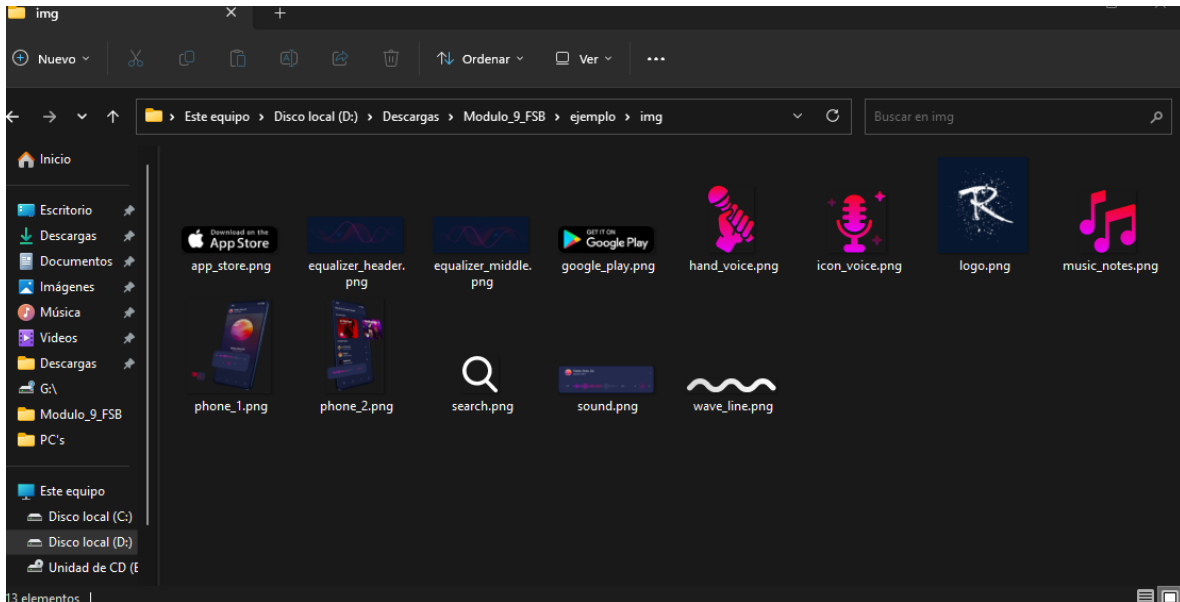 img
Nuevo
Ordenar
Ver
Este equipo > Disco local (D:) > Descargas > Modulo_9_FSB > ejemplo > img
Buscar en img
Inicio
Escritorio
Descargas
Documentos
Imágenes
Música
Videos
Descargas
G:\
Modulo_9_FSB
PC's
Este equipo
Disco local (C:)
Disco local (D:)
Unidad de CD (E
Download on the
App Store
GET IT ON
Google Play
R
app_store.png
equalizer_header.
png
equalizer_middle.
png
google_play.png
hand_voice.png
icon_voice.png
logo.png
music_notes.png
phone_1.png
phone_2.png
search.png
sound.png
wave_line.png
13 elementos